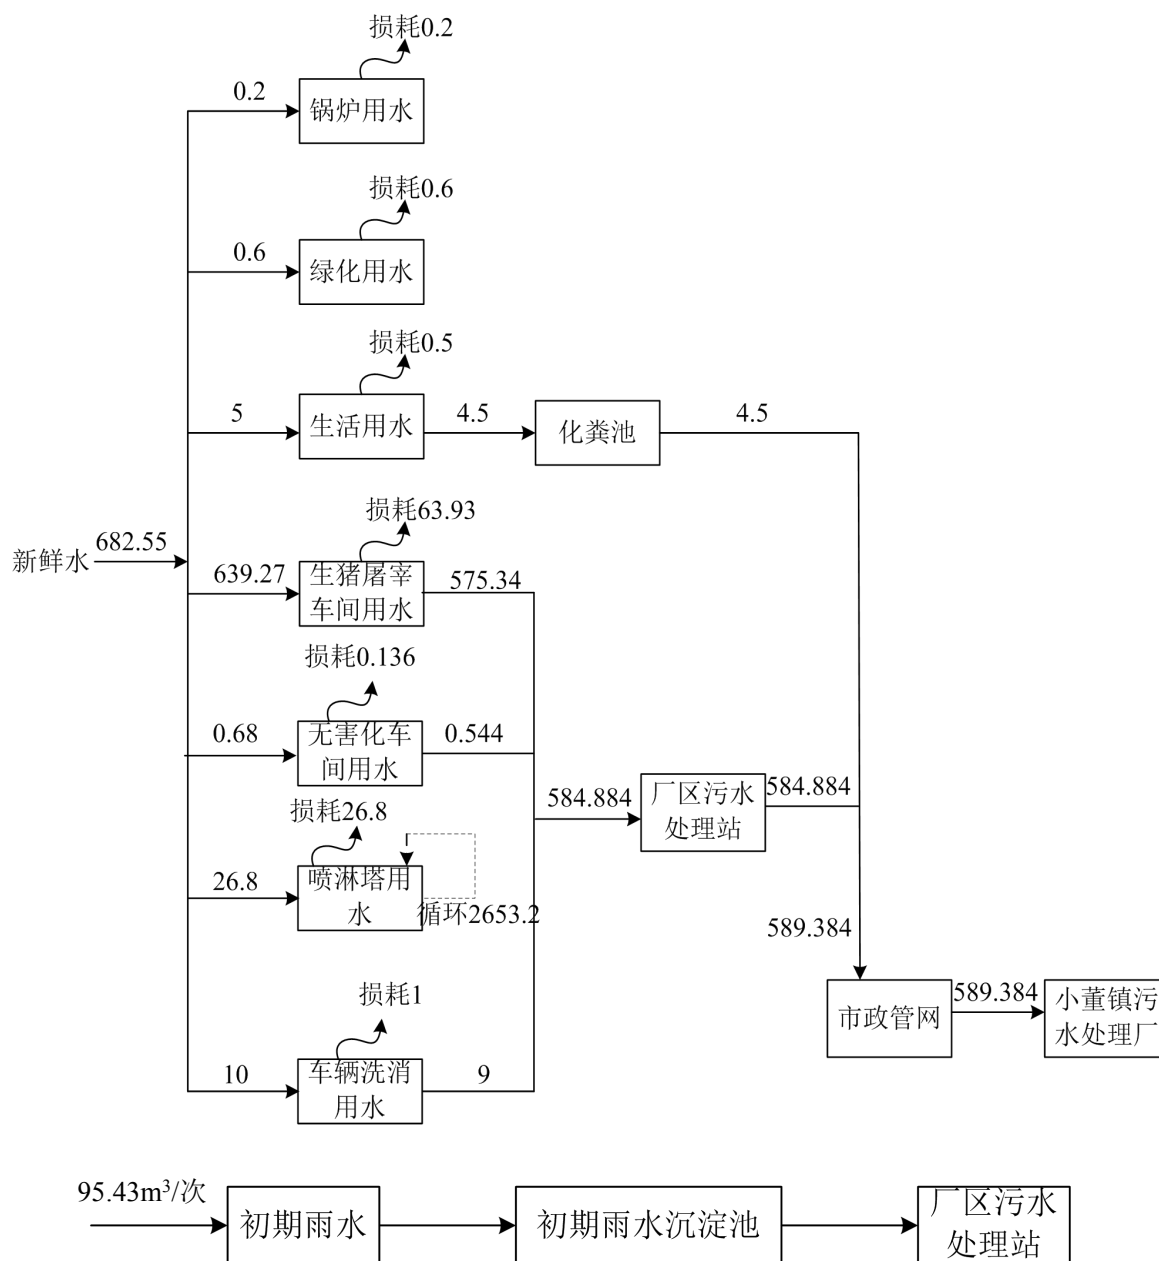 损耗0.2
0.2
锅炉用水
损耗0.6
0.6
绿化用水
损耗0.5
5
生活用水
4.5
化粪池
4.5
新鲜水
682.55
损耗63.93
639.27
生猪屠宰
车间用水
575.34
损耗0.136
0.68
无害化车
间用水
0.544
584.884
厂区污水
处理站
584.884
损耗26.8
26.8
喷淋塔用
水
循环2653.2
589.384
损耗1
10
车辆洗消
用水
9
市政管网
589.384
小董镇污
水处理厂
95.43m³/次
初期雨水
初期雨水沉淀池
厂区污水
处理站